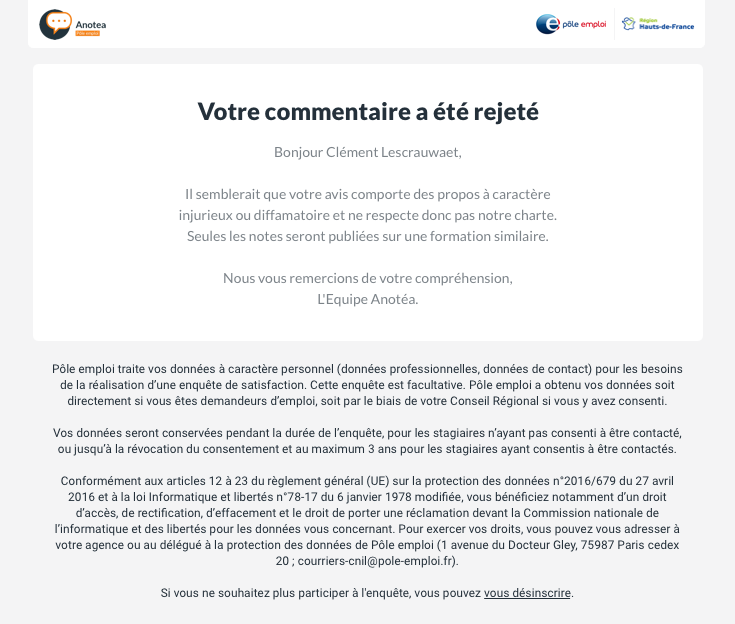 Anotea
Pôle emploi
pôle emploi
Région
Hauts-de-France
Votre commentaire a été rejeté
Bonjour Clément Lescrauwaet,
Il semblerait que votre avis comporte des propos à caractère
injurieux ou diffamatoire et ne respecte donc pas notre charte.
Seules les notes seront publiées sur une formation similaire.
Nous vous remercions de votre compréhension,
L'Equipe Anotéa.
Pôle emploi traite vos données à caractère personnel (données professionnelles, données de contact) pour les besoins
de la réalisation d’une enquête de satisfaction. Cette enquête est facultative. Pôle emploi a obtenu vos données soit
directement si vous êtes demandeurs d’emploi, soit par le biais de votre Conseil Régional si vous y avez consenti.
Vos données seront conservées pendant la durée de l’enquête, pour les stagiaires n’ayant pas consenti à être contacté,
ou jusqu’à la révocation du consentement et au maximum 3 ans pour les stagiaires ayant consentis à être contactés.
Conformément aux articles 12 à 23 du règlement général (UE) sur la protection des données n°2016/679 du 27 avril
2016 et à la loi Informatique et libertés n°78-17 du 6 janvier 1978 modifiée, vous bénéficiez notamment d’un droit
d’accès, de rectification, d’effacement et le droit de porter une réclamation devant la Commission nationale de
l’informatique et des libertés pour les données vous concernant. Pour exercer vos droits, vous pouvez vous adresser à
votre agence ou au délégué à la protection des données de Pôle emploi (1 avenue du Docteur Gley, 75987 Paris cedex
20 ; courriers-cnil@pole-emploi.fr).
Si vous ne souhaitez plus participer à l'enquête, vous pouvez vous désinscrire.